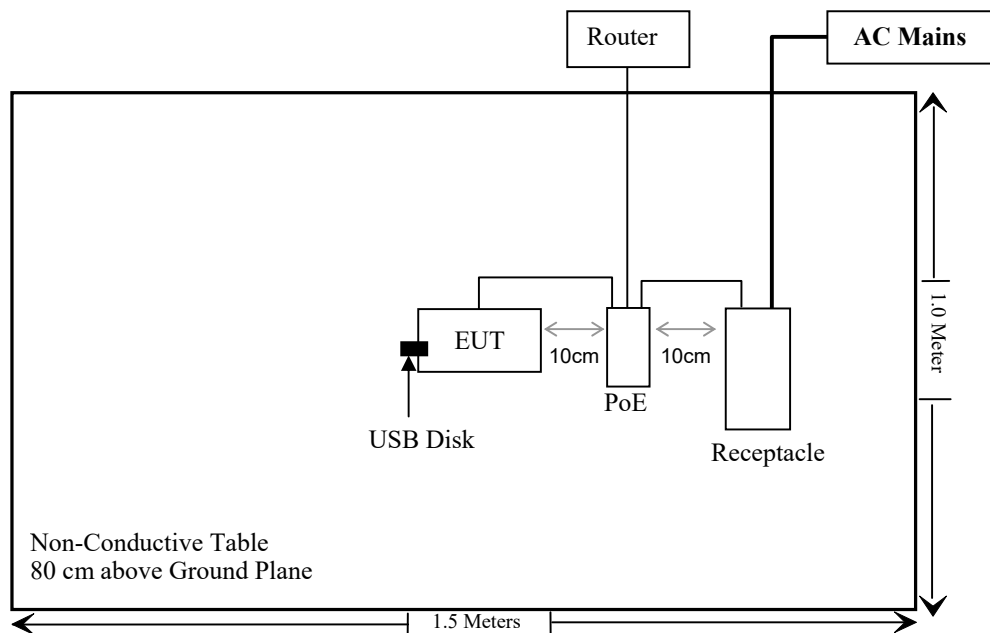 Router
AC Mains
EUT
10cm
10cm
PoE
USB Disk
Receptacle
1.0 Meter
Non-Conductive Table
80 cm above Ground Plane
1.5 Meters